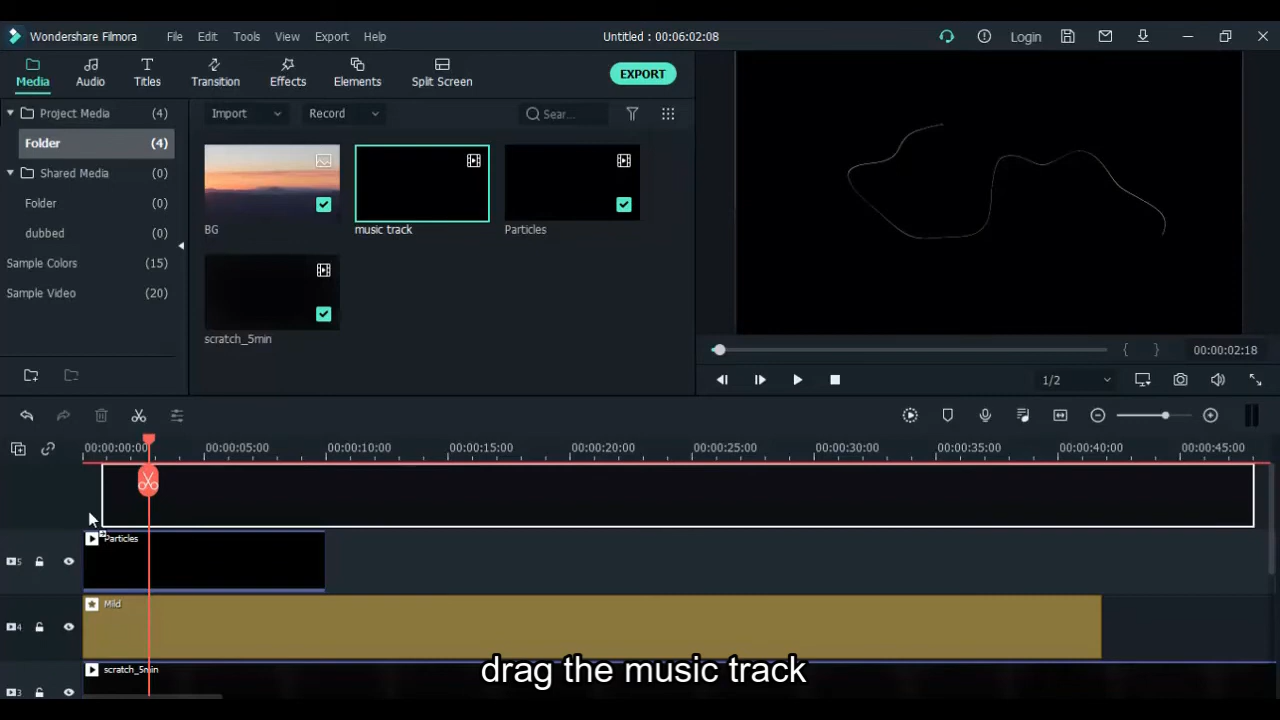 Wondershare Filmora File Edit Tools View Export Help Untitled : 00:06:02:08 Login
Media Audio Titles Transition Effects Elements Split Screen EXPORT
Project Media (4)
Folder (4)
Shared Media (0)
Folder (0)
dubbed (0)
Sample Colors (15)
Sample Video (20)
Import Record Sear...
BG music track Particles
scratch_5min
{ } 00:00:02:18
1/2
00:00:00:00 00:00:05:00 00:00:10:00 00:00:15:00 00:00:20:00 00:00:25:00 00:00:30:00 00:00:35:00 00:00:40:00 00:00:45:00
5 Particles
4 Mild
3 scratch_5min
drag the music track